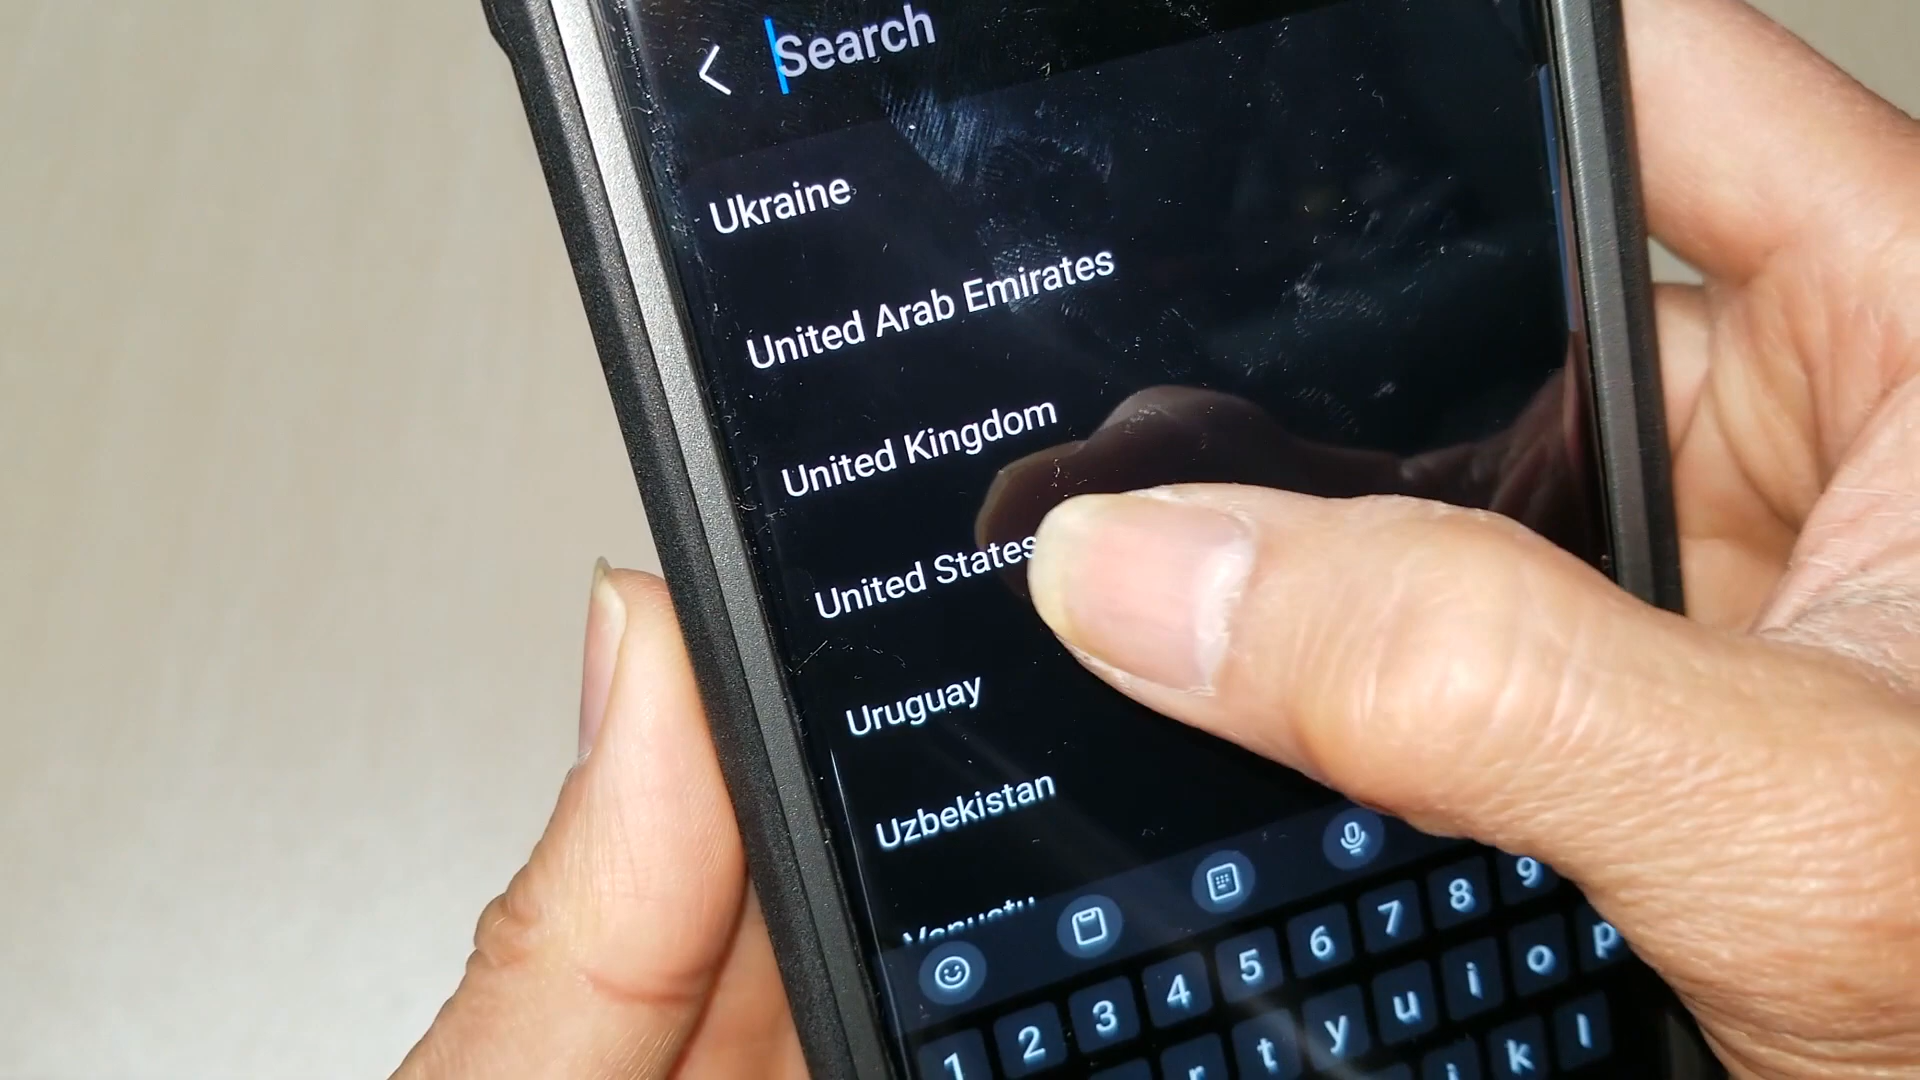 Search
Ukraine
United Arab Emirates
United Kingdom
United States
Uruguay
Uzbekistan
1 2 3 4 5 6 7 8 9
r t y u i o p
k l